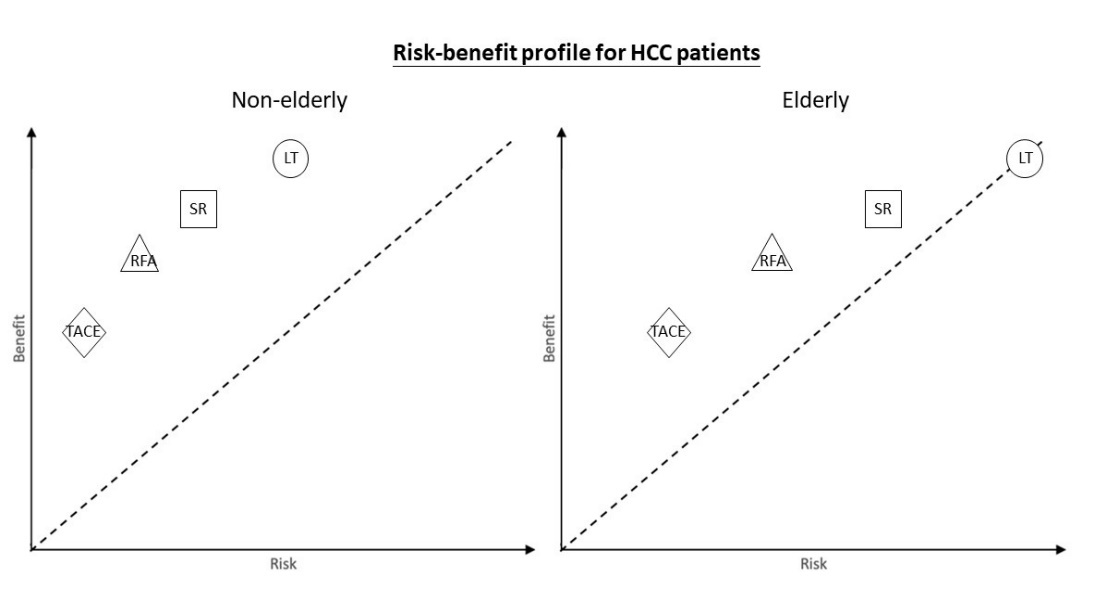 Risk-benefit profile for HCC patients
Non-elderly
LT
SR
RFA
TACE
Benefit
Risk
Elderly
LT
SR
RFA
TACE
Benefit
Risk